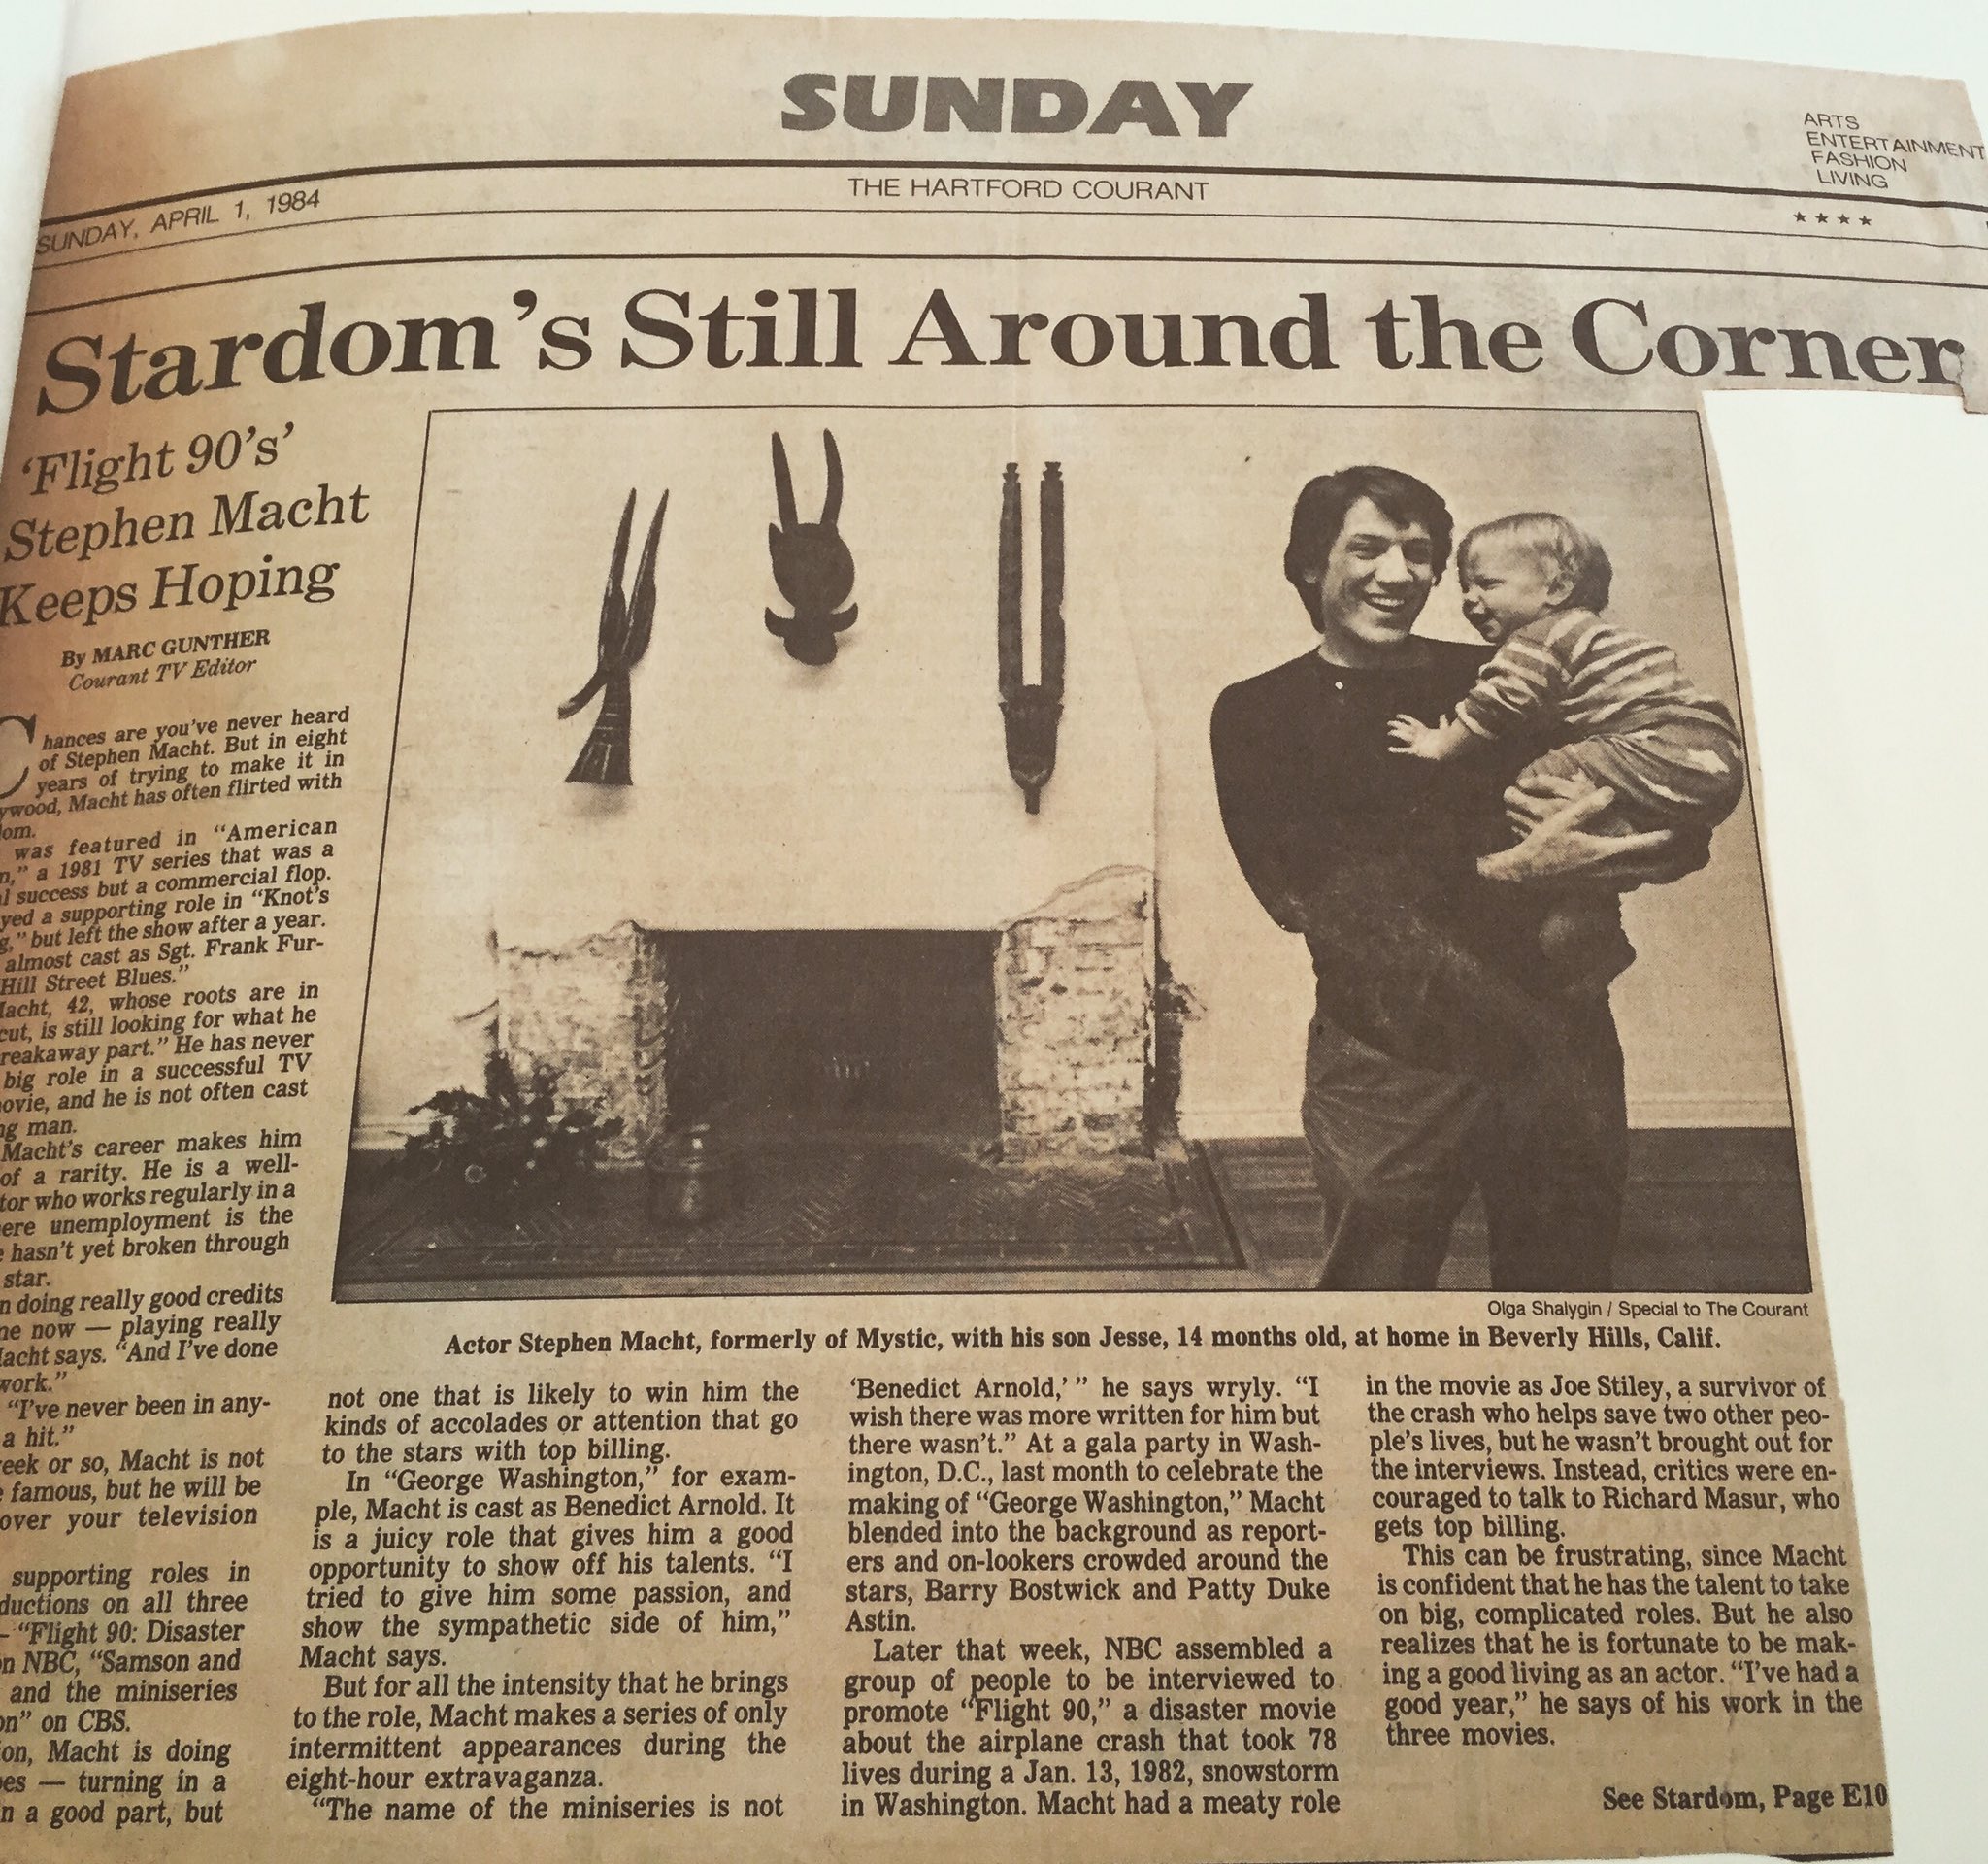 SUNDAY
ARTS
ENTERTAINMENT
FASHION
LIVING
SUNDAY, APRIL 1, 1984
THE HARTFORD COURANT
★★★★
Stardom's Still Around the Corner
'Flight 90's'
Stephen Macht
Keeps Hoping
By MARC GUNTHER
Courant TV Editor
Chances are you've never heard
of Stephen Macht. But in eight
years of trying to make it in
ywood, Macht has often flirted with
dom.
was featured in "American
n," a 1981 TV series that was a
l success but a commercial flop.
yed a supporting role in "Knot's
g," but left the show after a year.
almost cast as Sgt. Frank Fur-
Hill Street Blues."
Macht, 42, whose roots are in
cut, is still looking for what he
reakaway part." He has never
big role in a successful TV
movie, and he is not often cast
ng man.
Macht's career makes him
of a rarity. He is a well-
tor who works regularly in a
ere unemployment is the
e hasn't yet broken through
star.
n doing really good credits
me now — playing really
Macht says. "And I've done
work."
"I've never been in any-
a hit."
eek or so, Macht is not
e famous, but he will be
over your television
supporting roles in
ductions on all three
— "Flight 90: Disaster
on NBC, "Samson and
and the miniseries
on" on CBS.
on, Macht is doing
oes — turning in a
n a good part, but
Olga Shalygin / Special to The Courant
Actor Stephen Macht, formerly of Mystic, with his son Jesse, 14 months old, at home in Beverly Hills, Calif.
not one that is likely to win him the
kinds of accolades or attention that go
to the stars with top billing.
In "George Washington," for exam-
ple, Macht is cast as Benedict Arnold. It
is a juicy role that gives him a good
opportunity to show off his talents. "I
tried to give him some passion, and
show the sympathetic side of him,"
Macht says.
But for all the intensity that he brings
to the role, Macht makes a series of only
intermittent appearances during the
eight-hour extravaganza.
"The name of the miniseries is not
'Benedict Arnold,' " he says wryly. "I
wish there was more written for him but
there wasn't." At a gala party in Wash-
ington, D.C., last month to celebrate the
making of "George Washington," Macht
blended into the background as report-
ers and on-lookers crowded around the
stars, Barry Bostwick and Patty Duke
Astin.
Later that week, NBC assembled a
group of people to be interviewed to
promote "Flight 90," a disaster movie
about the airplane crash that took 78
lives during a Jan. 13, 1982, snowstorm
in Washington. Macht had a meaty role
in the movie as Joe Stiley, a survivor of
the crash who helps save two other peo-
ple's lives, but he wasn't brought out for
the interviews. Instead, critics were en-
couraged to talk to Richard Masur, who
gets top billing.
This can be frustrating, since Macht
is confident that he has the talent to take
on big, complicated roles. But he also
realizes that he is fortunate to be mak-
ing a good living as an actor. "I've had a
good year," he says of his work in the
three movies.
See Stardom, Page E10